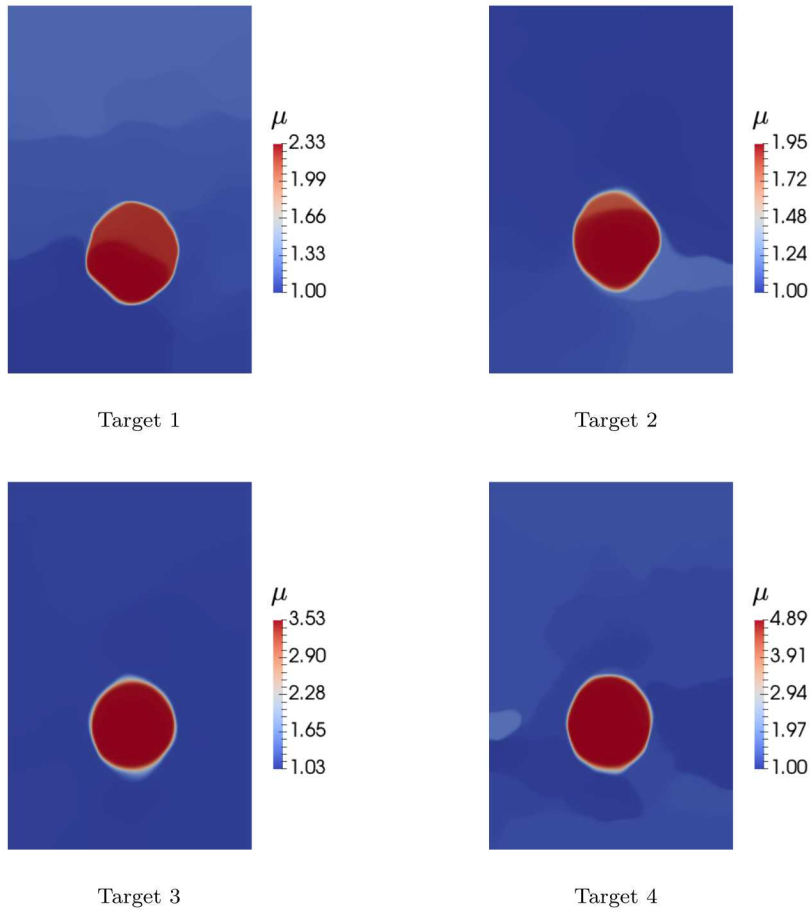 μ
2.33
1.99
1.66
1.33
1.00
Target 1
μ
1.95
1.72
1.48
1.24
1.00
Target 2
μ
3.53
2.90
2.28
1.65
1.03
Target 3
μ
4.89
3.91
2.94
1.97
1.00
Target 4